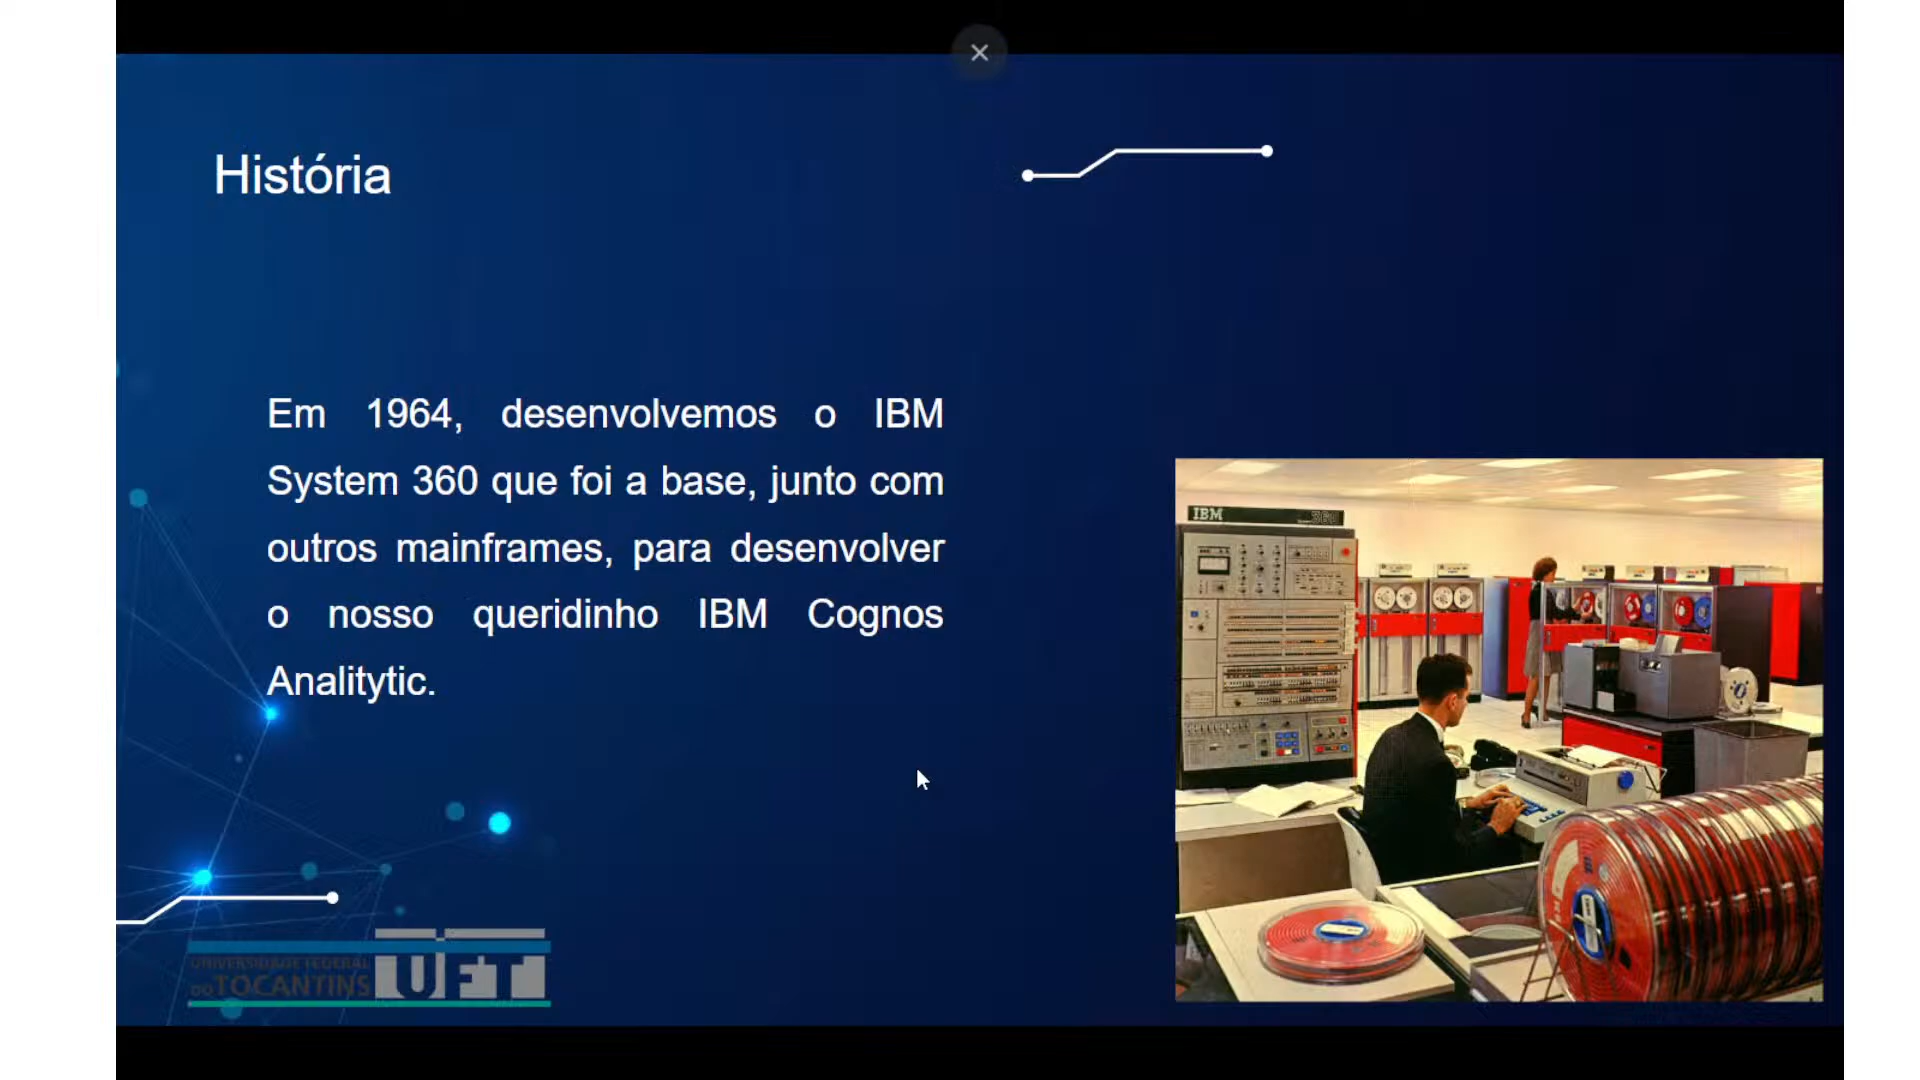 História
Em 1964, desenvolvemos o IBM
System 360 que foi a base, junto com
outros mainframes, para desenvolver
o nosso queridinho IBM Cognos
Analitytic.
IBM
360
UNIVERSIDADE FEDERAL
DO TOCANTINS
UFT